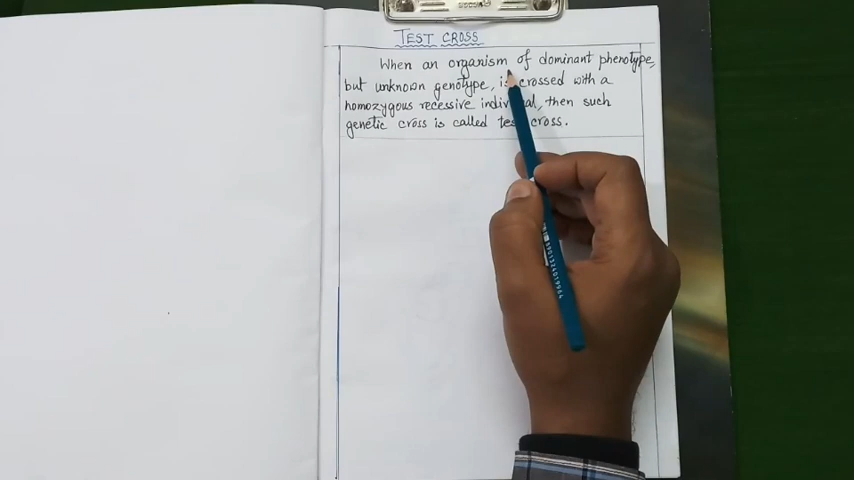 TEST CROSS
When an organism of dominant phenotype,
but unknown genotype, is crossed with a
homozygous recessive individual, then such
genetic cross is called test cross.
8901324019964